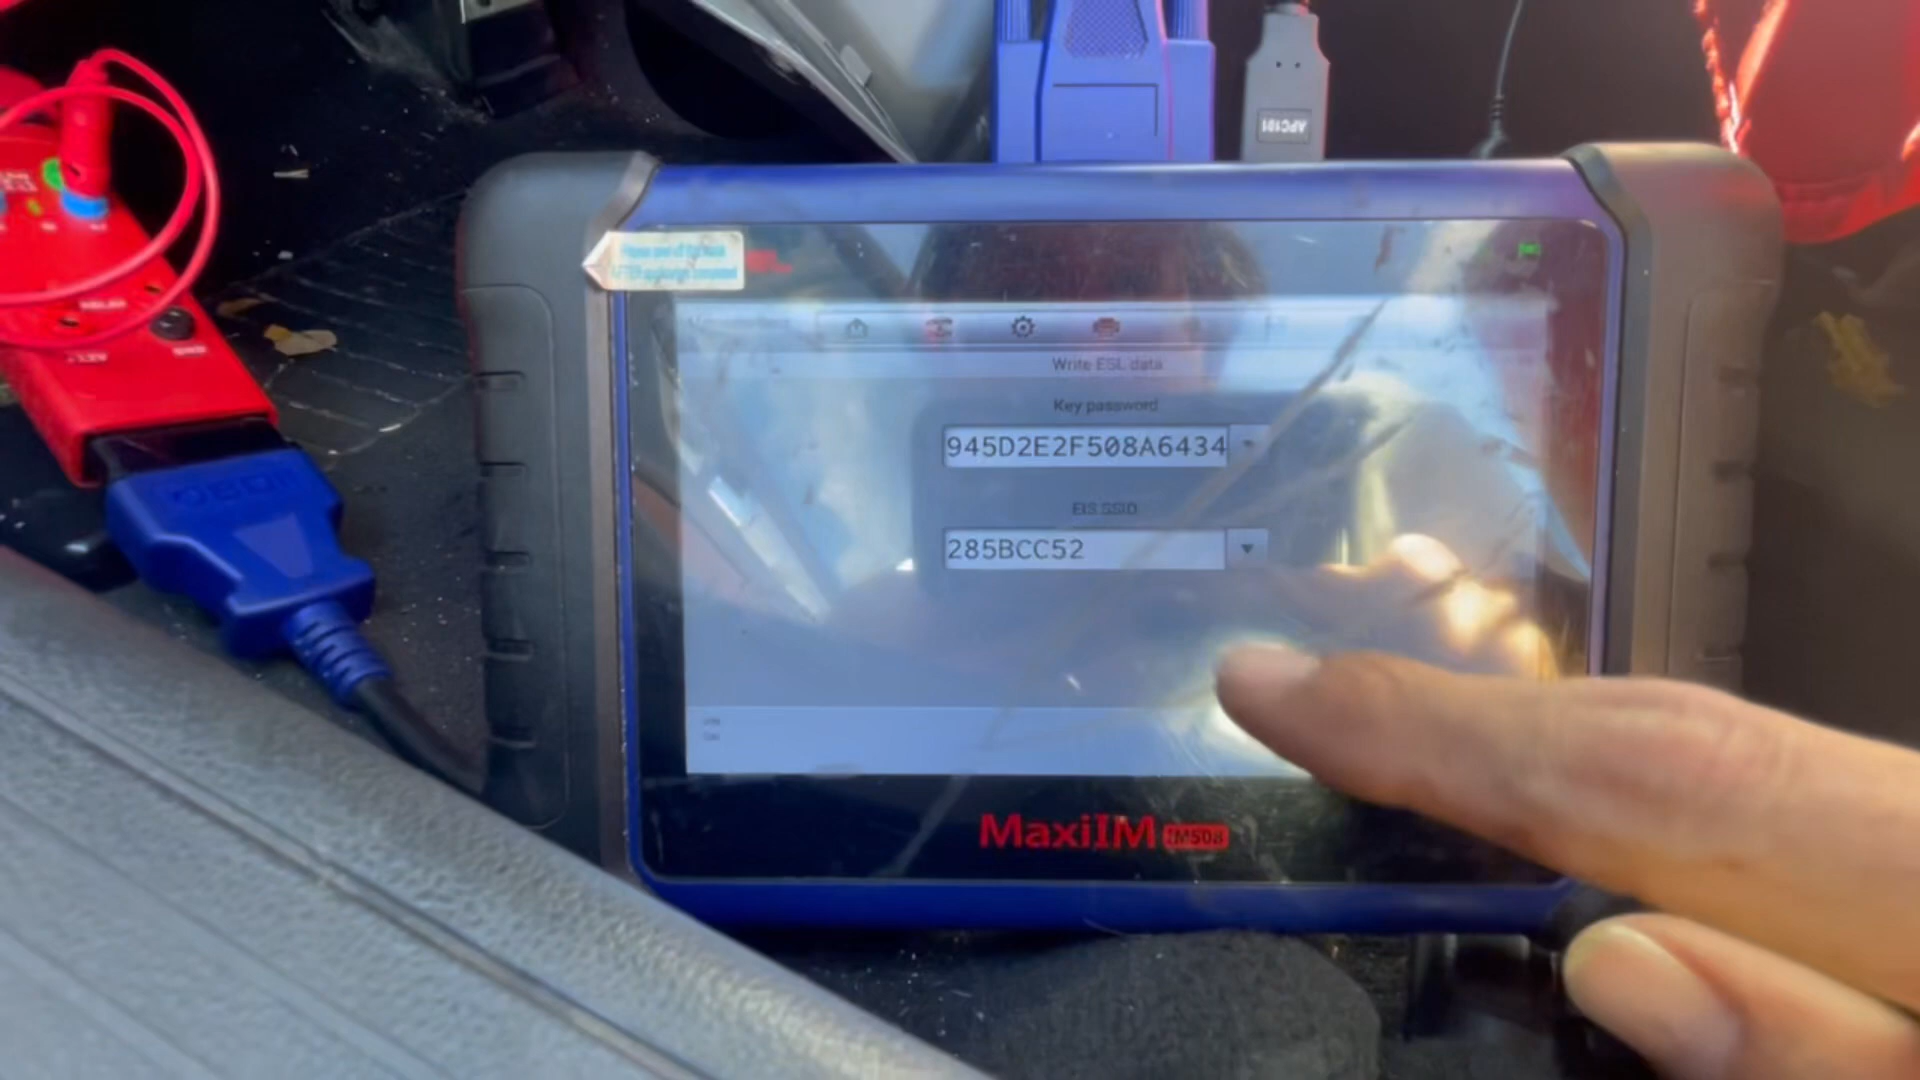 APC101
Write ESL data
Key password
945D2E2F508A6434
EIS SSID
285BCC52
MaxiIM IM508